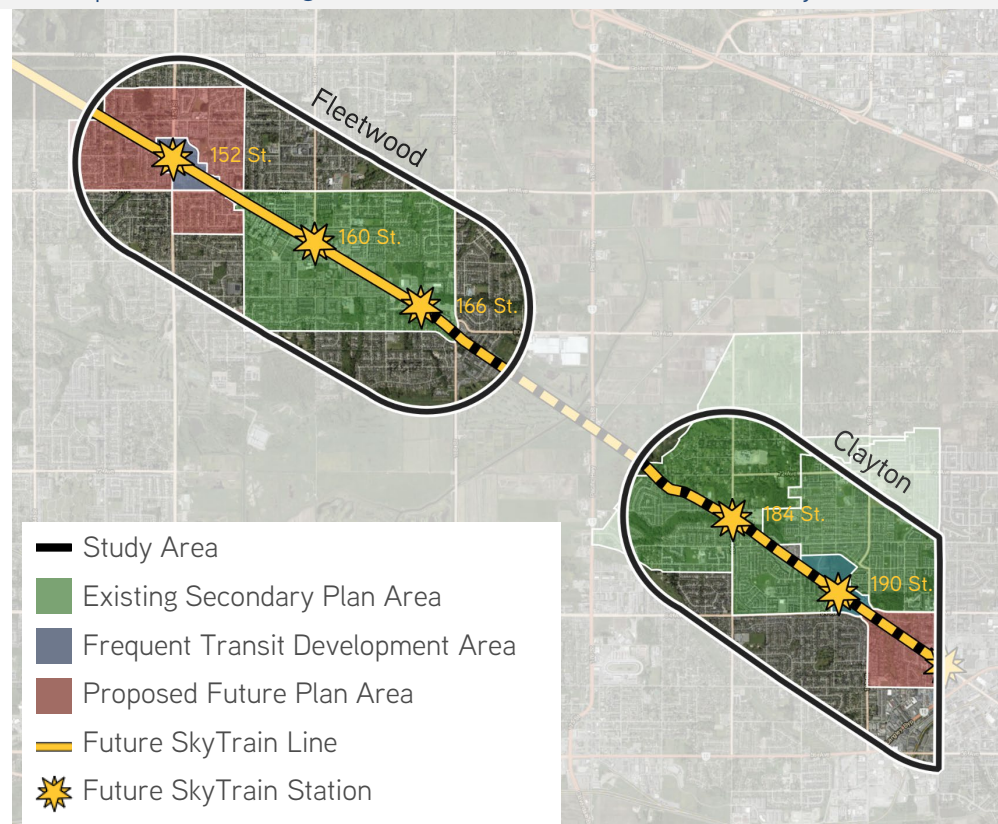 Fleetwood
152 St.
160 St.
166 St.
Clayton
184 St.
190 St.
Study Area
Existing Secondary Plan Area
Frequent Transit Development Area
Proposed Future Plan Area
Future SkyTrain Line
Future SkyTrain Station